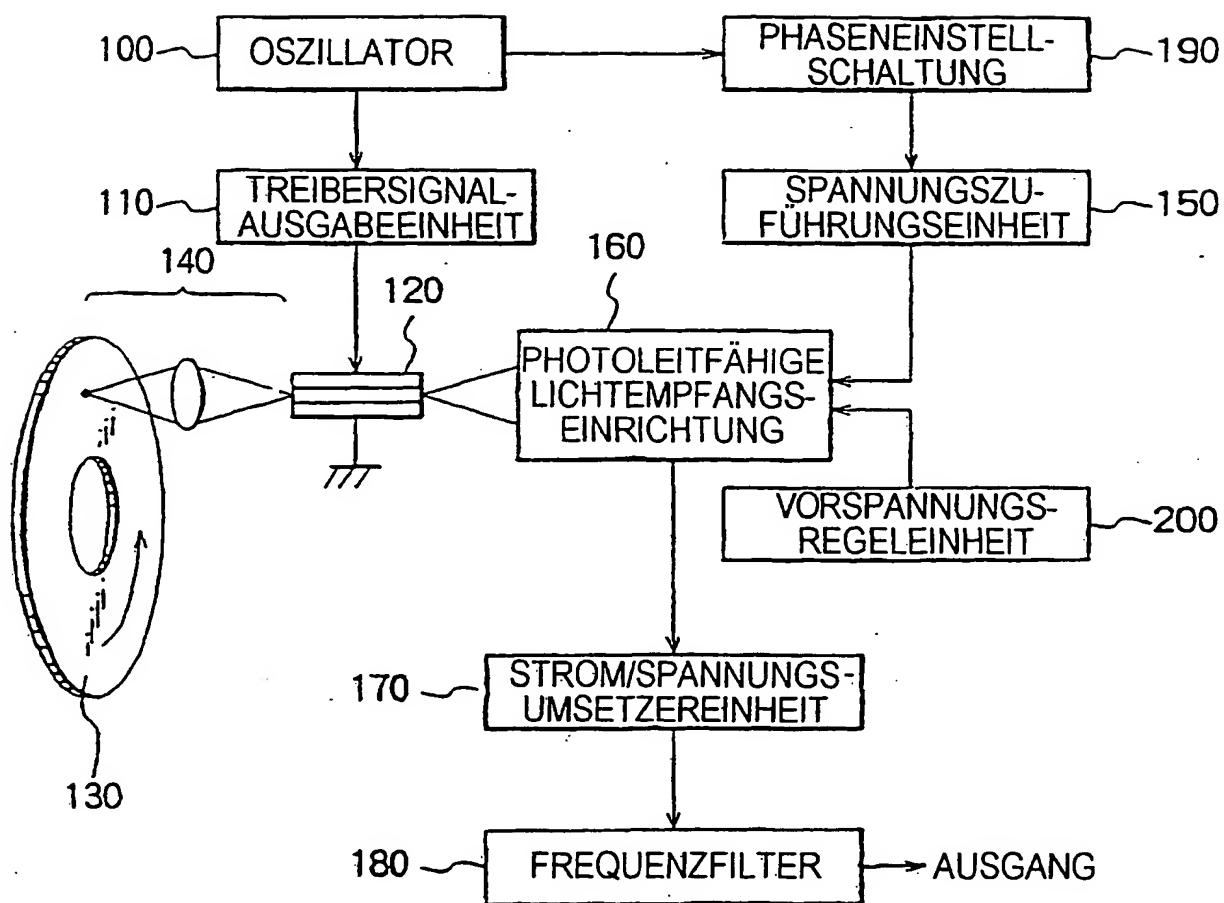 100
OSZILLATOR
PHASENEINSTELL-
SCHALTUNG
190
110
TREIBERSIGNAL-
AUSGABEEINHEIT
SPANNUNGSZU-
FÜHRUNGSEINHEIT
150
140
120
160
PHOTOLEITFÄHIGE
LICHTEMPFANGS-
EINRICHTUNG
VORSPANNUNGS-
REGELEINHEIT
200
130
170
STROM/SPANNUNGS-
UMSETZEREINHEIT
180
FREQUENZFILTER
AUSGANG